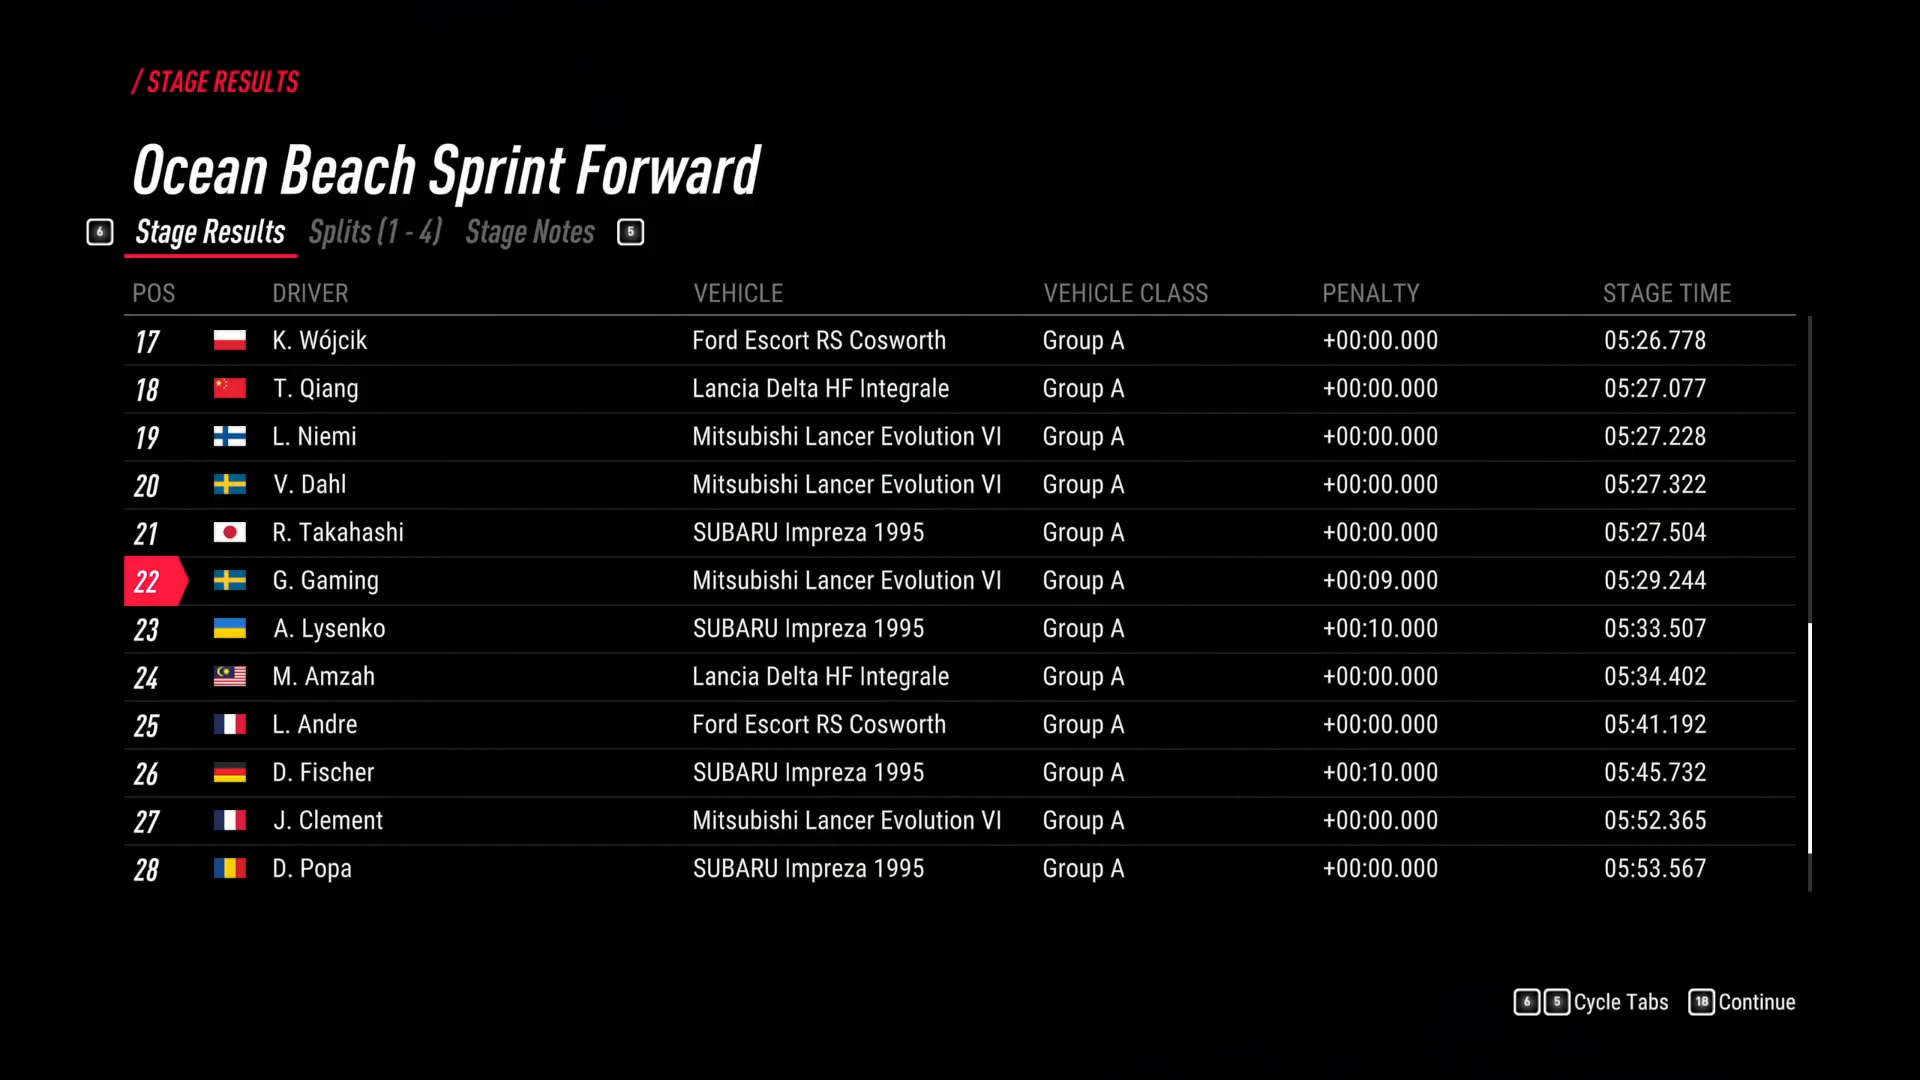 / STAGE RESULTS
Ocean Beach Sprint Forward
6 Stage Results Splits (1 - 4) Stage Notes 5
POS DRIVER VEHICLE VEHICLE CLASS PENALTY STAGE TIME
17 K. Wójcik Ford Escort RS Cosworth Group A +00:00.000 05:26.778
18 T. Qiang Lancia Delta HF Integrale Group A +00:00.000 05:27.077
19 L. Niemi Mitsubishi Lancer Evolution VI Group A +00:00.000 05:27.228
20 V. Dahl Mitsubishi Lancer Evolution VI Group A +00:00.000 05:27.322
21 R. Takahashi SUBARU Impreza 1995 Group A +00:00.000 05:27.504
22 G. Gaming Mitsubishi Lancer Evolution VI Group A +00:09.000 05:29.244
23 A. Lysenko SUBARU Impreza 1995 Group A +00:10.000 05:33.507
24 M. Amzah Lancia Delta HF Integrale Group A +00:00.000 05:34.402
25 L. Andre Ford Escort RS Cosworth Group A +00:00.000 05:41.192
26 D. Fischer SUBARU Impreza 1995 Group A +00:10.000 05:45.732
27 J. Clement Mitsubishi Lancer Evolution VI Group A +00:00.000 05:52.365
28 D. Popa SUBARU Impreza 1995 Group A +00:00.000 05:53.567
6 5 Cycle Tabs 18 Continue